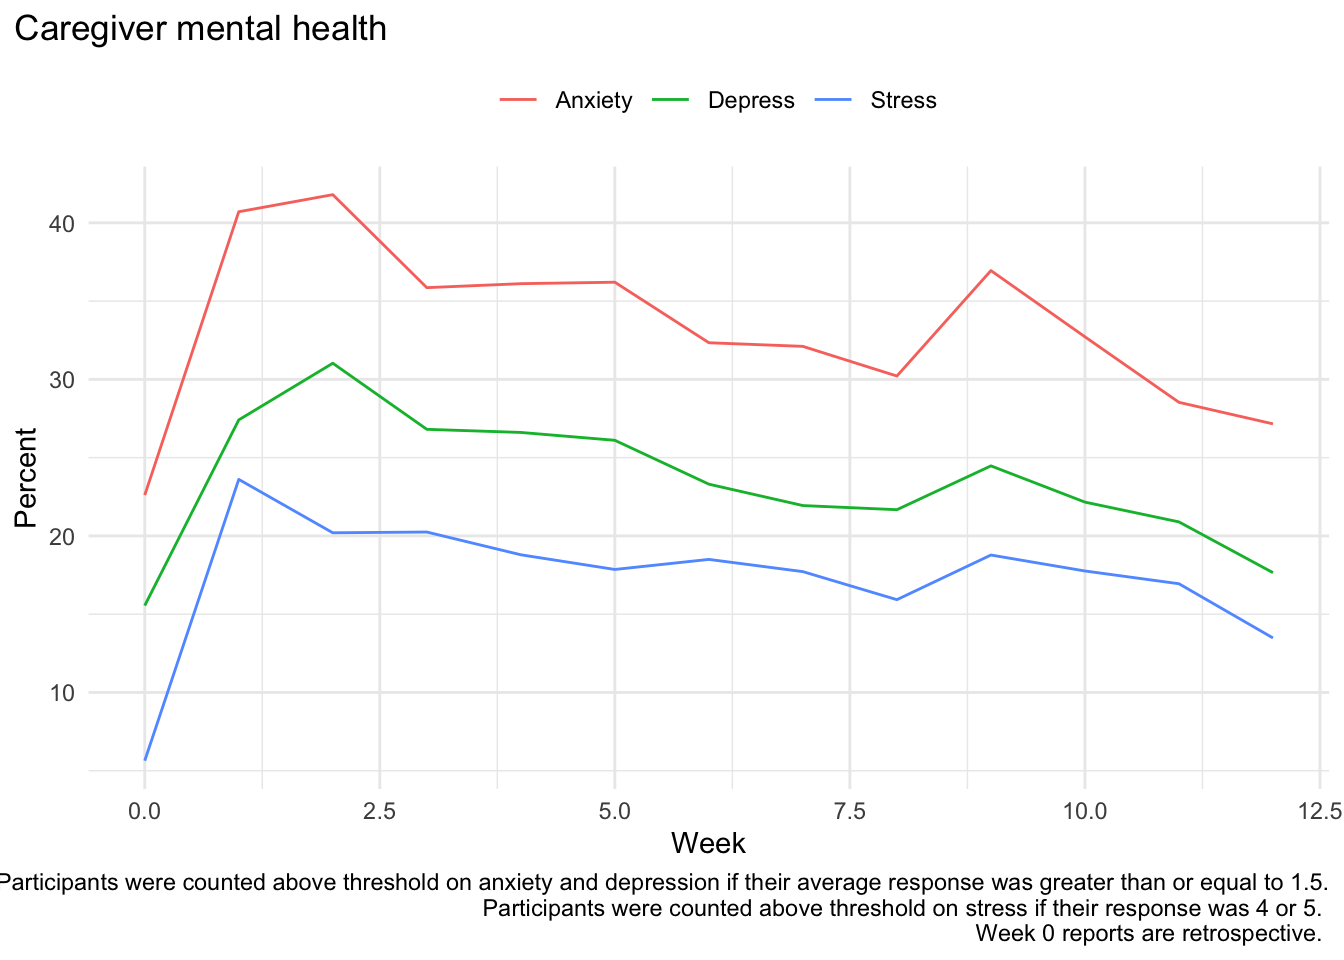 Caregiver mental health
Anxiety Depress Stress
Percent
40
30
20
10
0.0 2.5 5.0 7.5 10.0 12.5
Week
Participants were counted above threshold on anxiety and depression if their average response was greater than or equal to 1.5.
Participants were counted above threshold on stress if their response was 4 or 5.
Week 0 reports are retrospective.